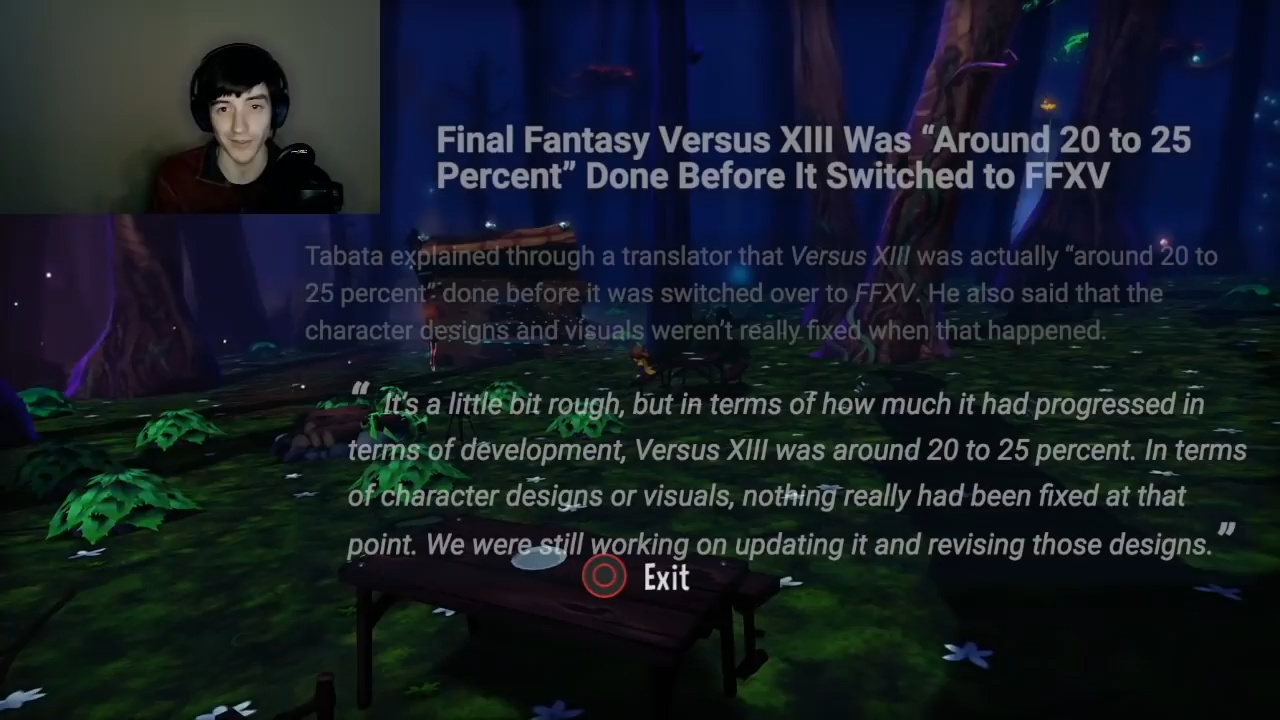 Final Fantasy Versus XIII Was “Around 20 to 25
Percent” Done Before It Switched to FFXV
Tabata explained through a translator that Versus XIII was actually “around 20 to
25 percent” done before it was switched over to FFXV. He also said that the
character designs and visuals weren’t really fixed when that happened.
“ It’s a little bit rough, but in terms of how much it had progressed in
terms of development, Versus XIII was around 20 to 25 percent. In terms
of character designs or visuals, nothing really had been fixed at that
point. We were still working on updating it and revising those designs.”
Exit